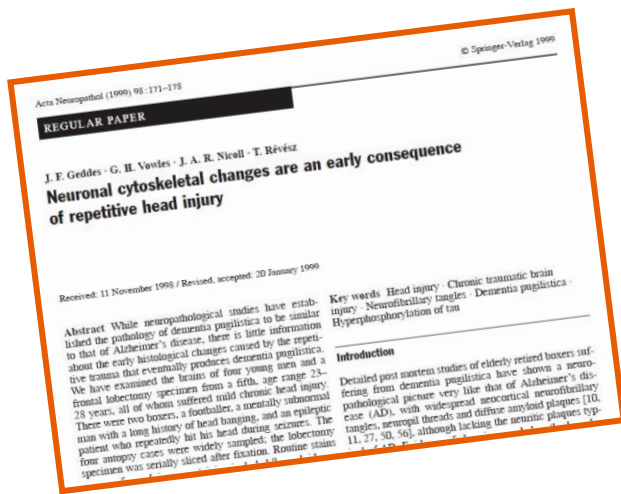 Acta Neuropathol (1999) 98:171–178
© Springer-Verlag 1999
REGULAR PAPER
J. F. Geddes · G. H. Vowles · J. A. R. Nicoll · T. Révész
Neuronal cytoskeletal changes are an early consequence
of repetitive head injury
Received: 11 November 1998 / Revised, accepted: 20 January 1999
Abstract While neuropathological studies have estab-
lished the pathology of dementia pugilistica to be similar
to that of Alzheimer's disease, there is little information
about the early histological changes caused by the repeti-
tive trauma that eventually produces dementia pugilistica.
We have examined the brains of four young men and a
frontal lobectomy specimen from a fifth, age range 23–
28 years, all of whom suffered mild chronic head injury.
There were two boxers, a footballer, a mentally subnormal
man with a long history of head banging, and an epileptic
patient who repeatedly hit his head during seizures. The
four autopsy cases were widely sampled; the lobectomy
specimen was serially sliced after fixation. Routine stains
Key words Head injury · Chronic traumatic brain
injury · Neurofibrillary tangles · Dementia pugilistica ·
Hyperphosphorylation of tau
Introduction
Detailed post mortem studies of elderly retired boxers suf-
fering from dementia pugilistica have shown a neuro-
pathological picture very like that of Alzheimer's dis-
ease (AD), with widespread neocortical neurofibrillary
tangles, neuropil threads and diffuse amyloid plaques [10,
11, 27, 50, 56], although lacking the neuritic plaques typ-